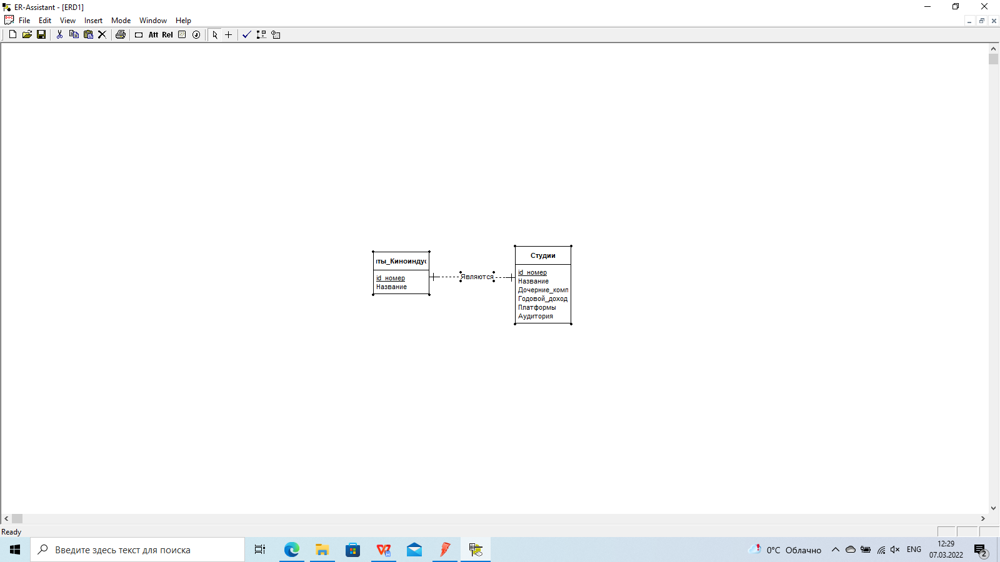 ER-Assistant - [ERD1]
File Edit View Insert Mode Window Help
Att Rel
Студии
id_номер
Название
Дочерние_комп
Годовой_доход
Платформы
Аудитория
Являются
id_номер
Название
Ready
Введите здесь текст для поиска
0°C Облачно
ENG
12:29
07.03.2022
2